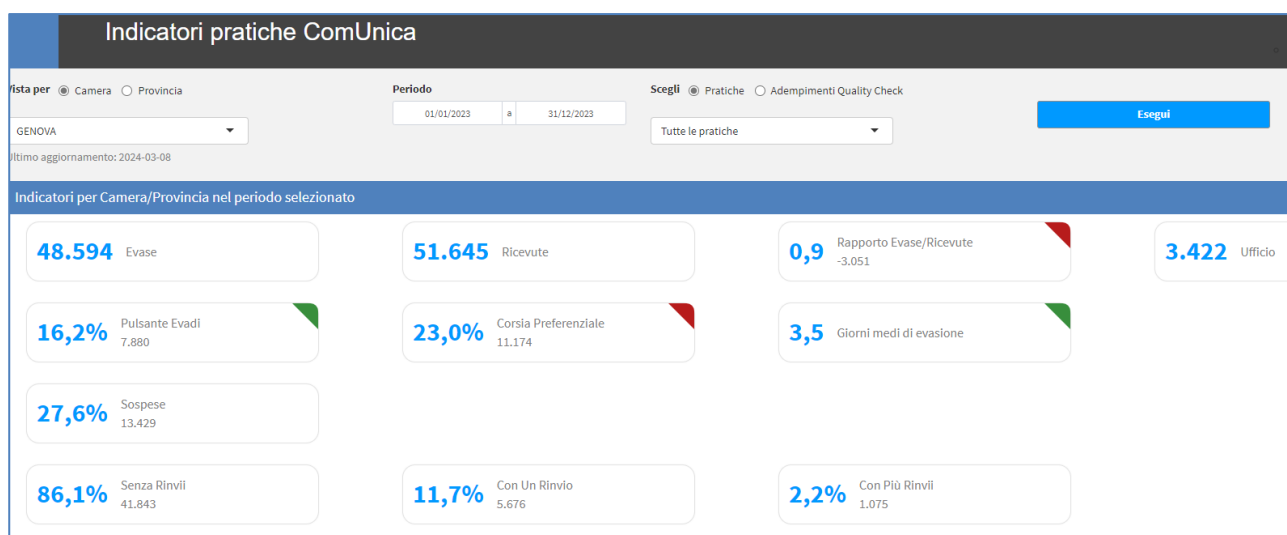 Indicatori pratiche ComUnica
Vista per Camera Provincia
Periodo
Scegli Pratiche Adempimenti Quality Check
01/01/2023 a 31/12/2023
Esegui
GENOVA
Tutte le pratiche
Ultimo aggiornamento: 2024-03-08
Indicatori per Camera/Provincia nel periodo selezionato
48.594 Evase
51.645 Ricevute
0,9 Rapporto Evase/Ricevute
-3.051
3.422 Ufficio
16,2% Pulsante Evadi
7.880
23,0% Corsia Preferenziale
11.174
3,5 Giorni medi di evasione
27,6% Sospese
13.429
86,1% Senza Rinvii
41.843
11,7% Con Un Rinvio
5.676
2,2% Con Più Rinvii
1.075